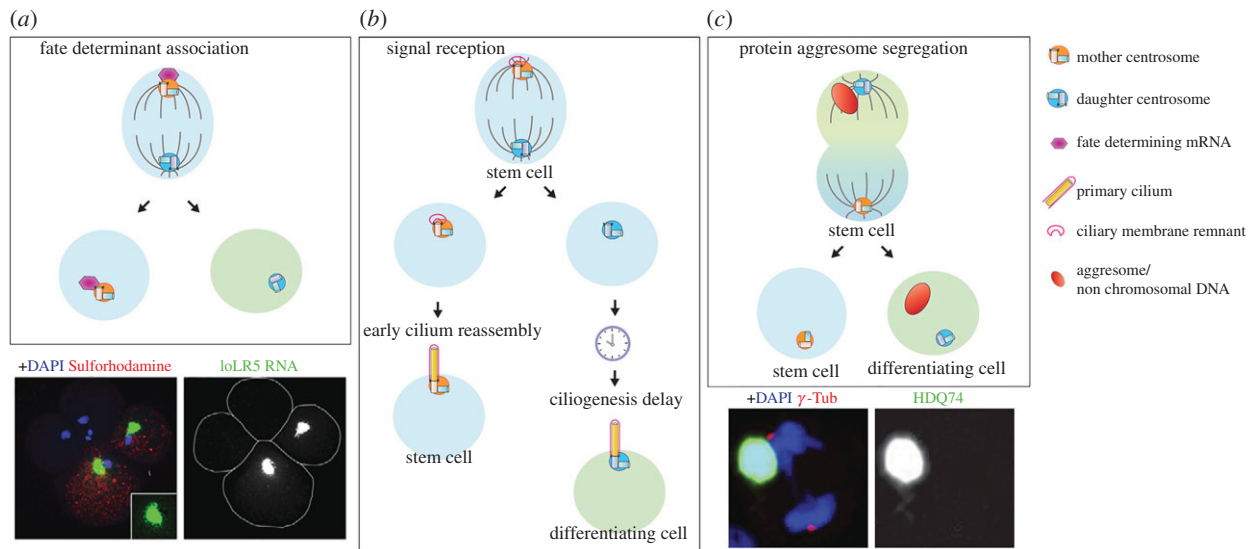 (a)
fate determinant association
+DAPI Sulforhodamine
loLR5 RNA
(b)
signal reception
stem cell
early cilium reassembly
stem cell
ciliogenesis delay
differentiating cell
(c)
protein aggresome segregation
stem cell
stem cell
differentiating cell
+DAPI γ-Tub
HDQ74
mother centrosome
daughter centrosome
fate determining mRNA
primary cilium
ciliary membrane remnant
aggresome/
non chromosomal DNA